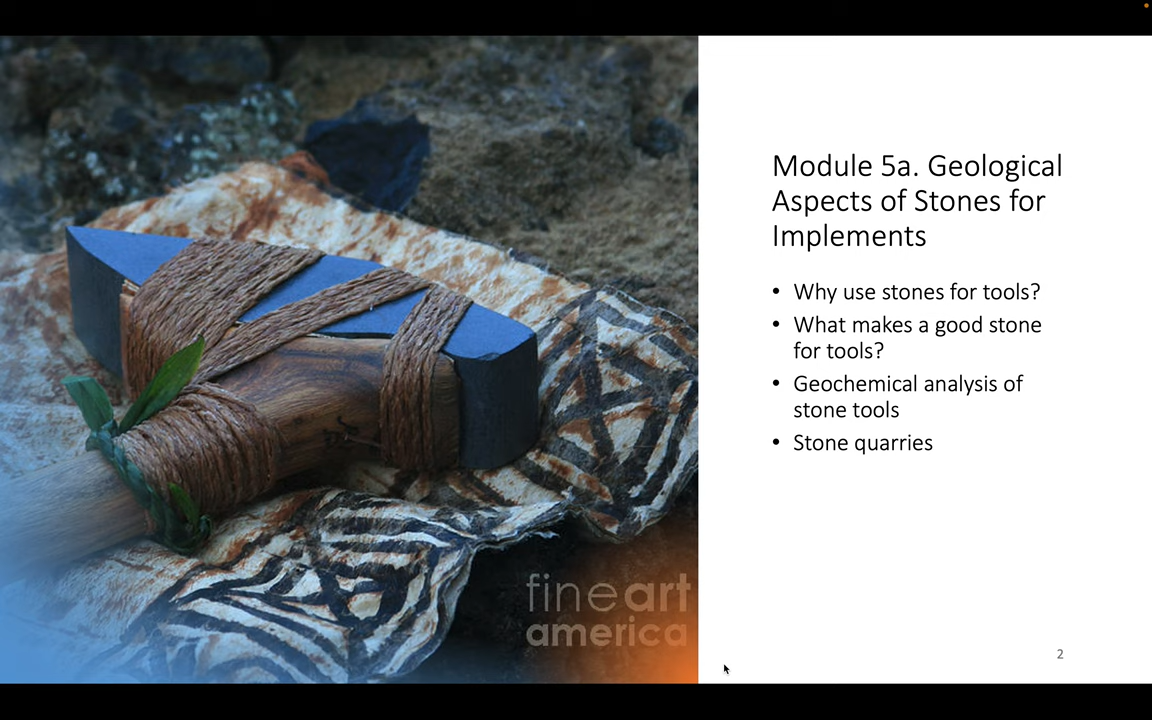 Module 5a. Geological
Aspects of Stones for
Implements
• Why use stones for tools?
• What makes a good stone
for tools?
• Geochemical analysis of
stone tools
• Stone quarries
fineart
america
2